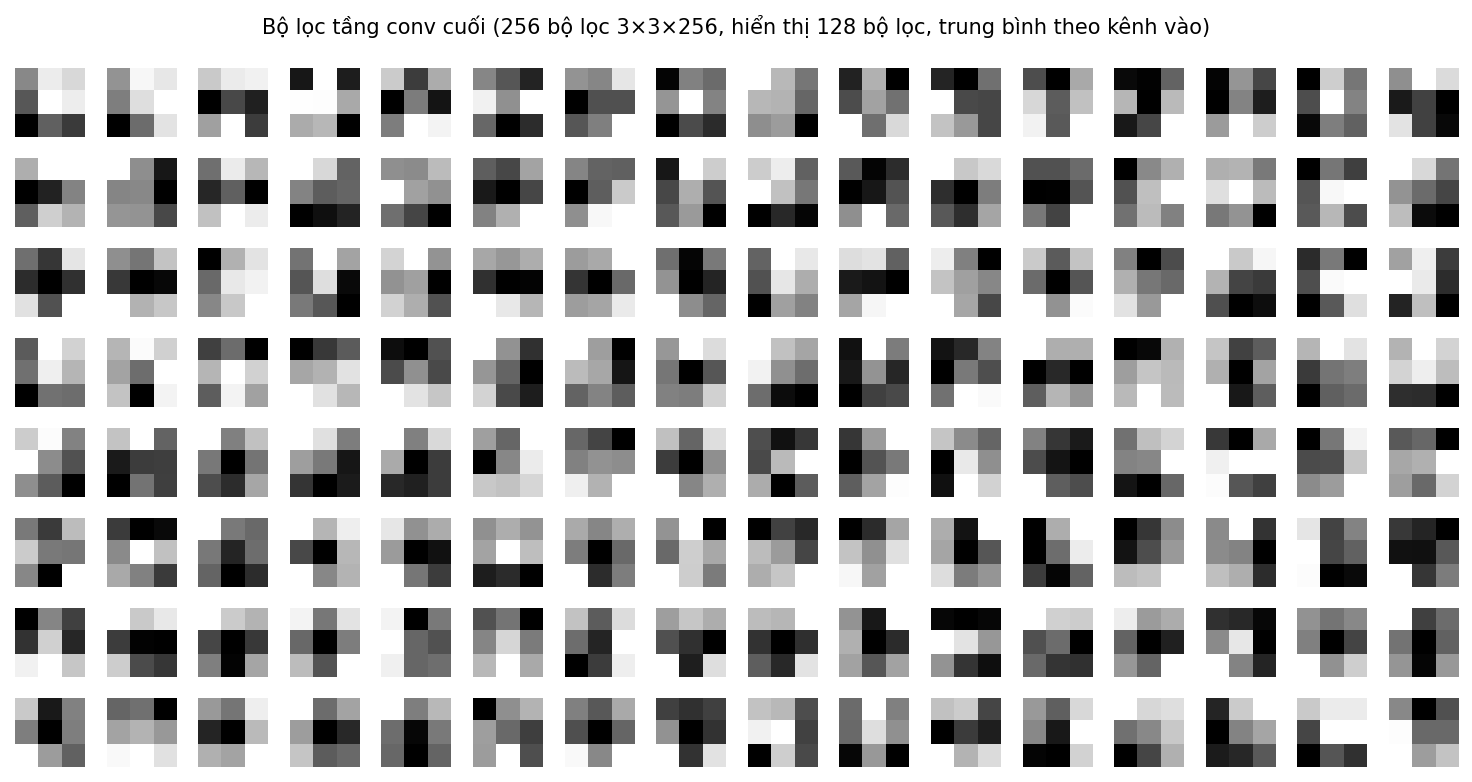 Bộ lọc tầng conv cuối (256 bộ lọc 3×3×256, hiển thị 128 bộ lọc, trung bình theo kênh vào)